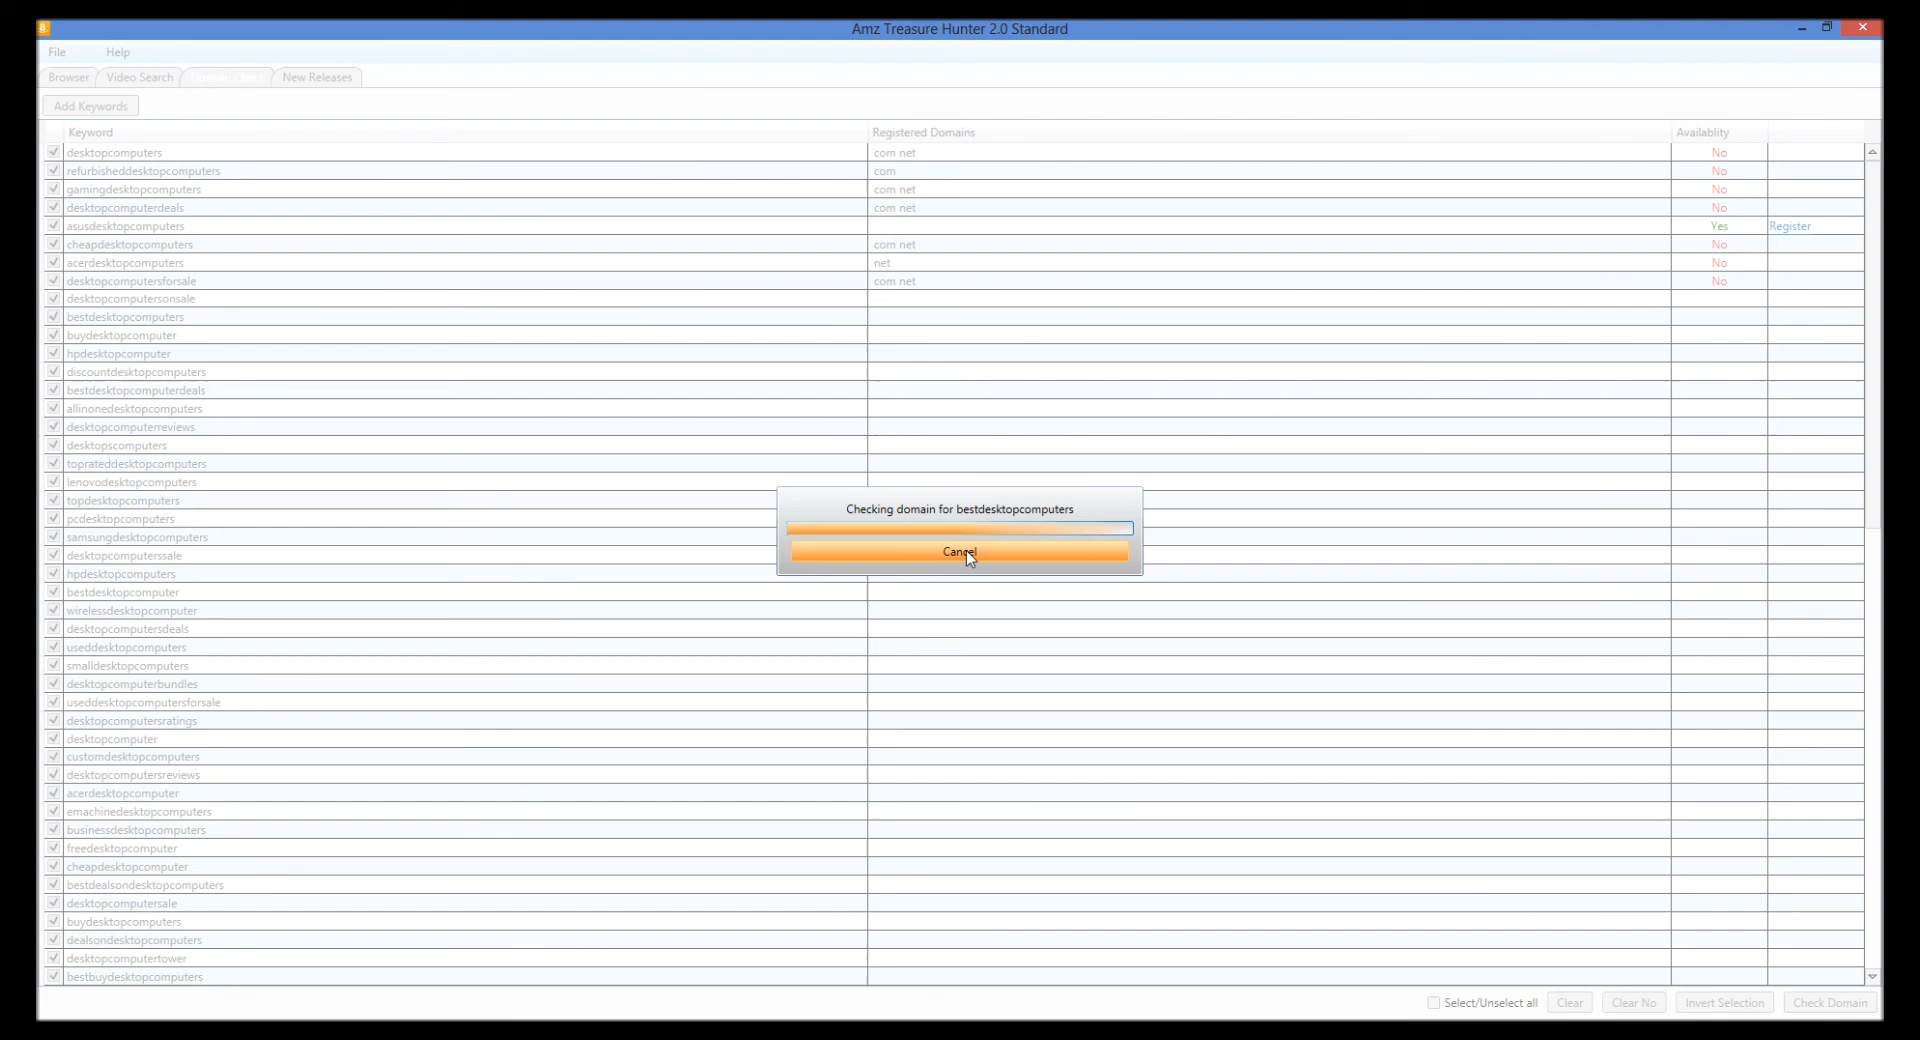 Amz Treasure Hunter 2.0 Standard
File Help
Browser Video Search New Releases
Add Keywords
Keyword Registered Domains Availablity
desktopcomputers com net No
refurbisheddesktopcomputers com No
gamingdesktopcomputers com net No
desktopcomputerdeals com net No
asusdesktopcomputers Yes Register
cheapdesktopcomputers com net No
acerdesktopcomputers net No
desktopcomputersforsale com net No
desktopcomputersonsale
bestdesktopcomputers
buydesktopcomputer
hpdesktopcomputer
discountdesktopcomputers
bestdesktopcomputerdeals
allinonedesktopcomputers
desktopcomputerreviews
desktopscomputers
toprateddesktopcomputers
lenovodesktopcomputers
topdesktopcomputers
pcdesktopcomputers
samsungdesktopcomputers
desktopcomputerssale
hpdesktopcomputers
bestdesktopcomputer
wirelessdesktopcomputer
desktopcomputersdeals
useddesktopcomputers
smalldesktopcomputers
desktopcomputerbundles
useddesktopcomputersforsale
desktopcomputersratings
desktopcomputer
customdesktopcomputers
desktopcomputersreviews
acerdesktopcomputer
emachinedesktopcomputers
businessdesktopcomputers
freedesktopcomputer
cheapdesktopcomputer
bestdealsondesktopcomputers
desktopcomputersale
buydesktopcomputers
dealsondesktopcomputers
desktopcomputertower
bestbuydesktopcomputers
Checking domain for bestdesktopcomputers
Cancel
Select/Unselect all Clear Clear No Invert Selection Check Domain